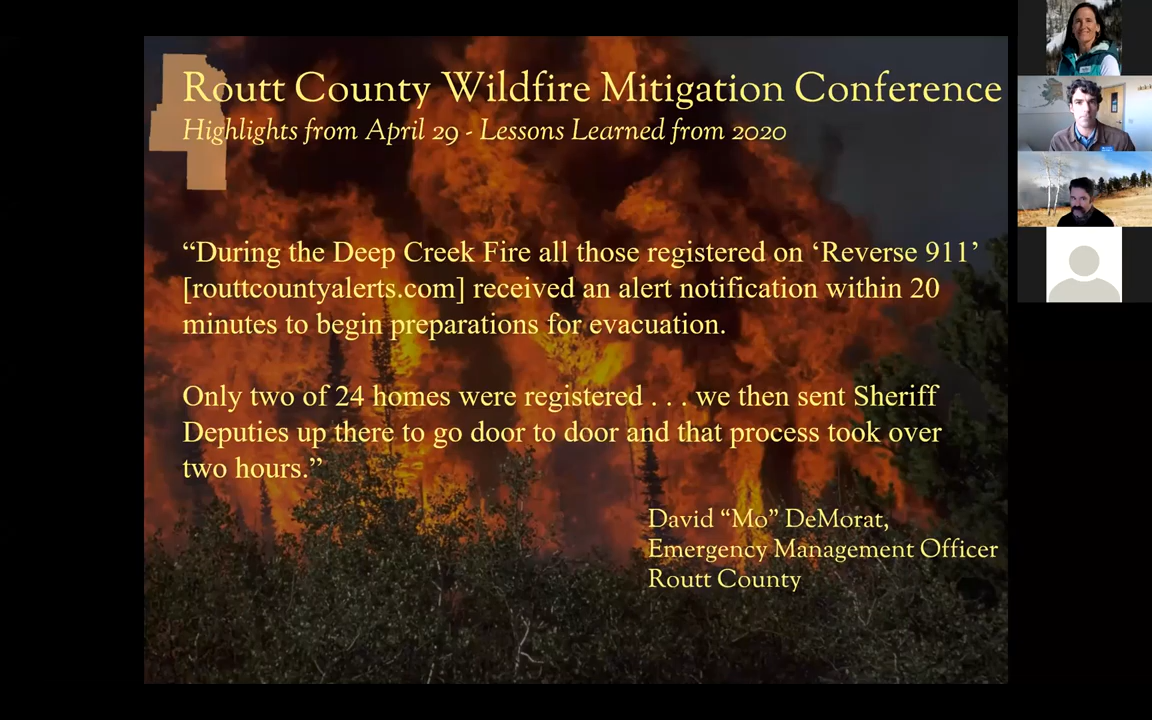 Routt County Wildfire Mitigation Conference
Highlights from April 29 - Lessons Learned from 2020
“During the Deep Creek Fire all those registered on ‘Reverse 911’
[routtcountyalerts.com] received an alert notification within 20
minutes to begin preparations for evacuation.
Only two of 24 homes were registered . . . we then sent Sheriff
Deputies up there to go door to door and that process took over
two hours.”
David “Mo” DeMorat,
Emergency Management Officer
Routt County